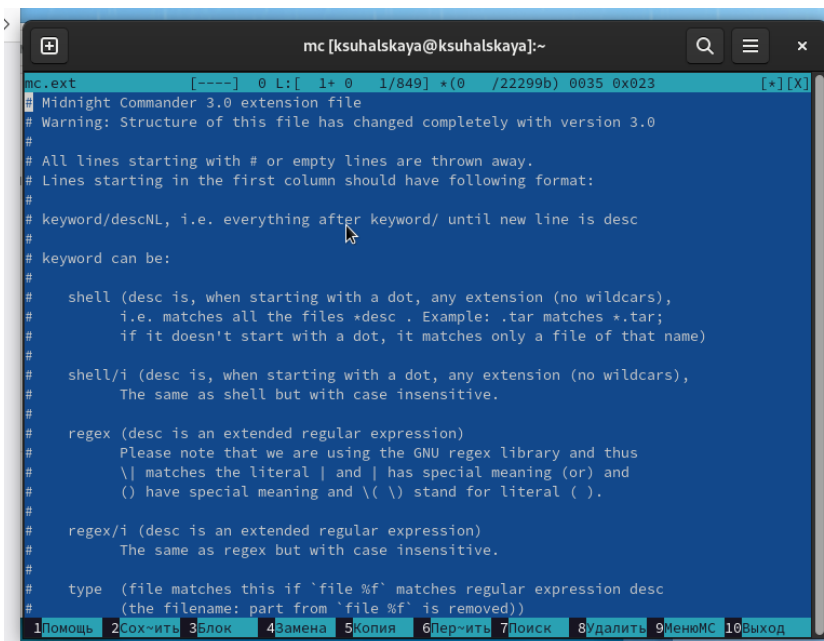 mc [ksuhalskaya@ksuhalskaya]:~
mc.ext [----] 0 L:[ 1+ 0 1/849] *(0 /22299b) 0035 0x023 [*][X]
# Midnight Commander 3.0 extension file
# Warning: Structure of this file has changed completely with version 3.0
#
# All lines starting with # or empty lines are thrown away.
# Lines starting in the first column should have following format:
#
# keyword/descNL, i.e. everything after keyword/ until new line is desc
#
# keyword can be:
#
# shell (desc is, when starting with a dot, any extension (no wildcars),
# i.e. matches all the files *desc . Example: .tar matches *.tar;
# if it doesn't start with a dot, it matches only a file of that name)
#
# shell/i (desc is, when starting with a dot, any extension (no wildcars),
# The same as shell but with case insensitive.
#
# regex (desc is an extended regular expression)
# Please note that we are using the GNU regex library and thus
# \| matches the literal | and | has special meaning (or) and
# () have special meaning and \( \) stand for literal ( ).
#
# regex/i (desc is an extended regular expression)
# The same as regex but with case insensitive.
#
# type (file matches this if `file %f` matches regular expression desc
# (the filename: part from `file %f` is removed))
1Помощь 2Сох~ить 3Блок 4Замена 5Копия 6Пер~ить 7Поиск 8Удалить 9МенюМС 10Выход